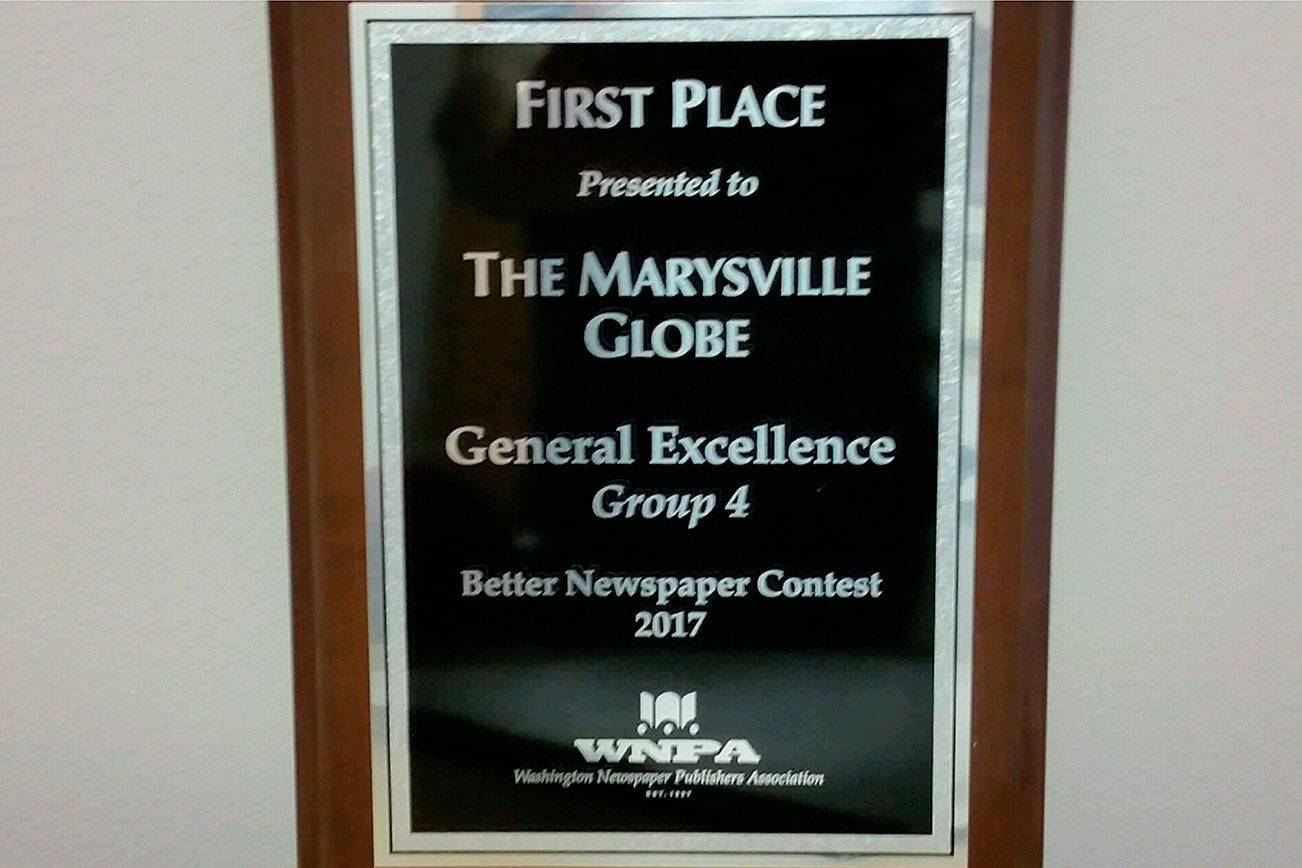 FIRST PLACE
Presented to
THE MARYSVILLE
GLOBE
General Excellence
Group 4
Better Newspaper Contest
2017
WNPA
Washington Newspaper Publishers Association
EST.